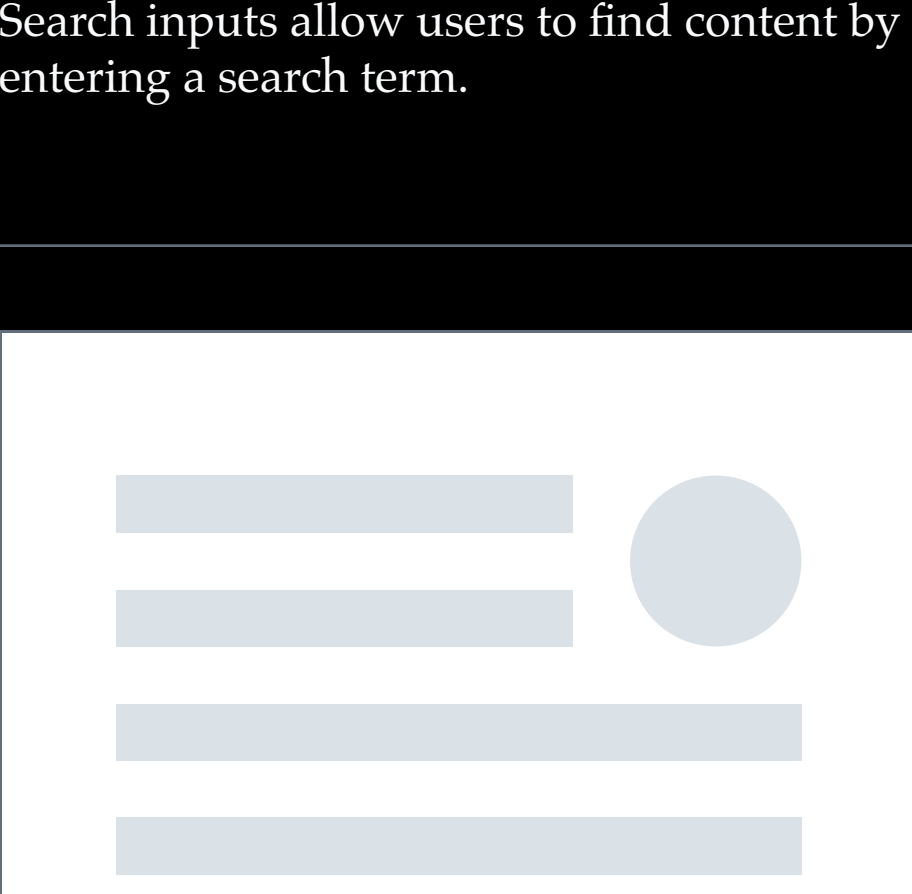 Search inputs allow users to find content by
entering a search term.